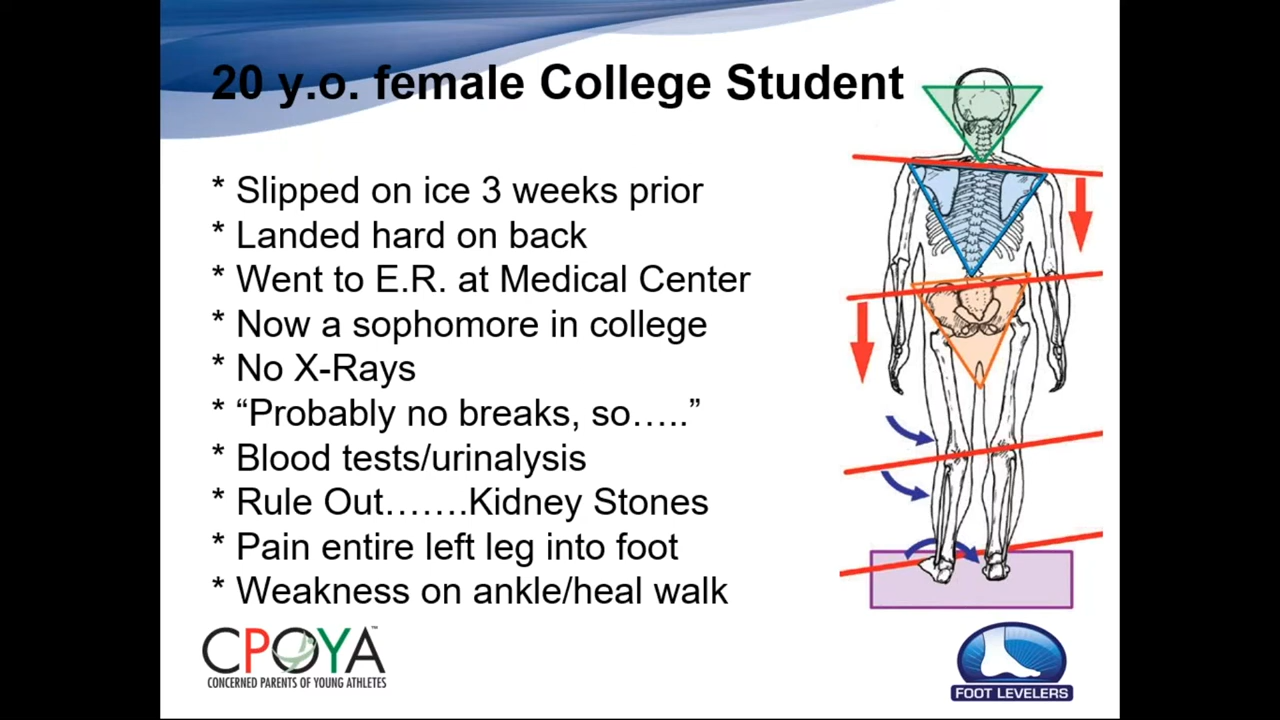 20 y.o. female College Student
* Slipped on ice 3 weeks prior
* Landed hard on back
* Went to E.R. at Medical Center
* Now a sophomore in college
* No X-Rays
* “Probably no breaks, so…..”
* Blood tests/urinalysis
* Rule Out…….Kidney Stones
* Pain entire left leg into foot
* Weakness on ankle/heal walk
CPOYA™
CONCERNED PARENTS OF YOUNG ATHLETES
FOOT LEVELERS